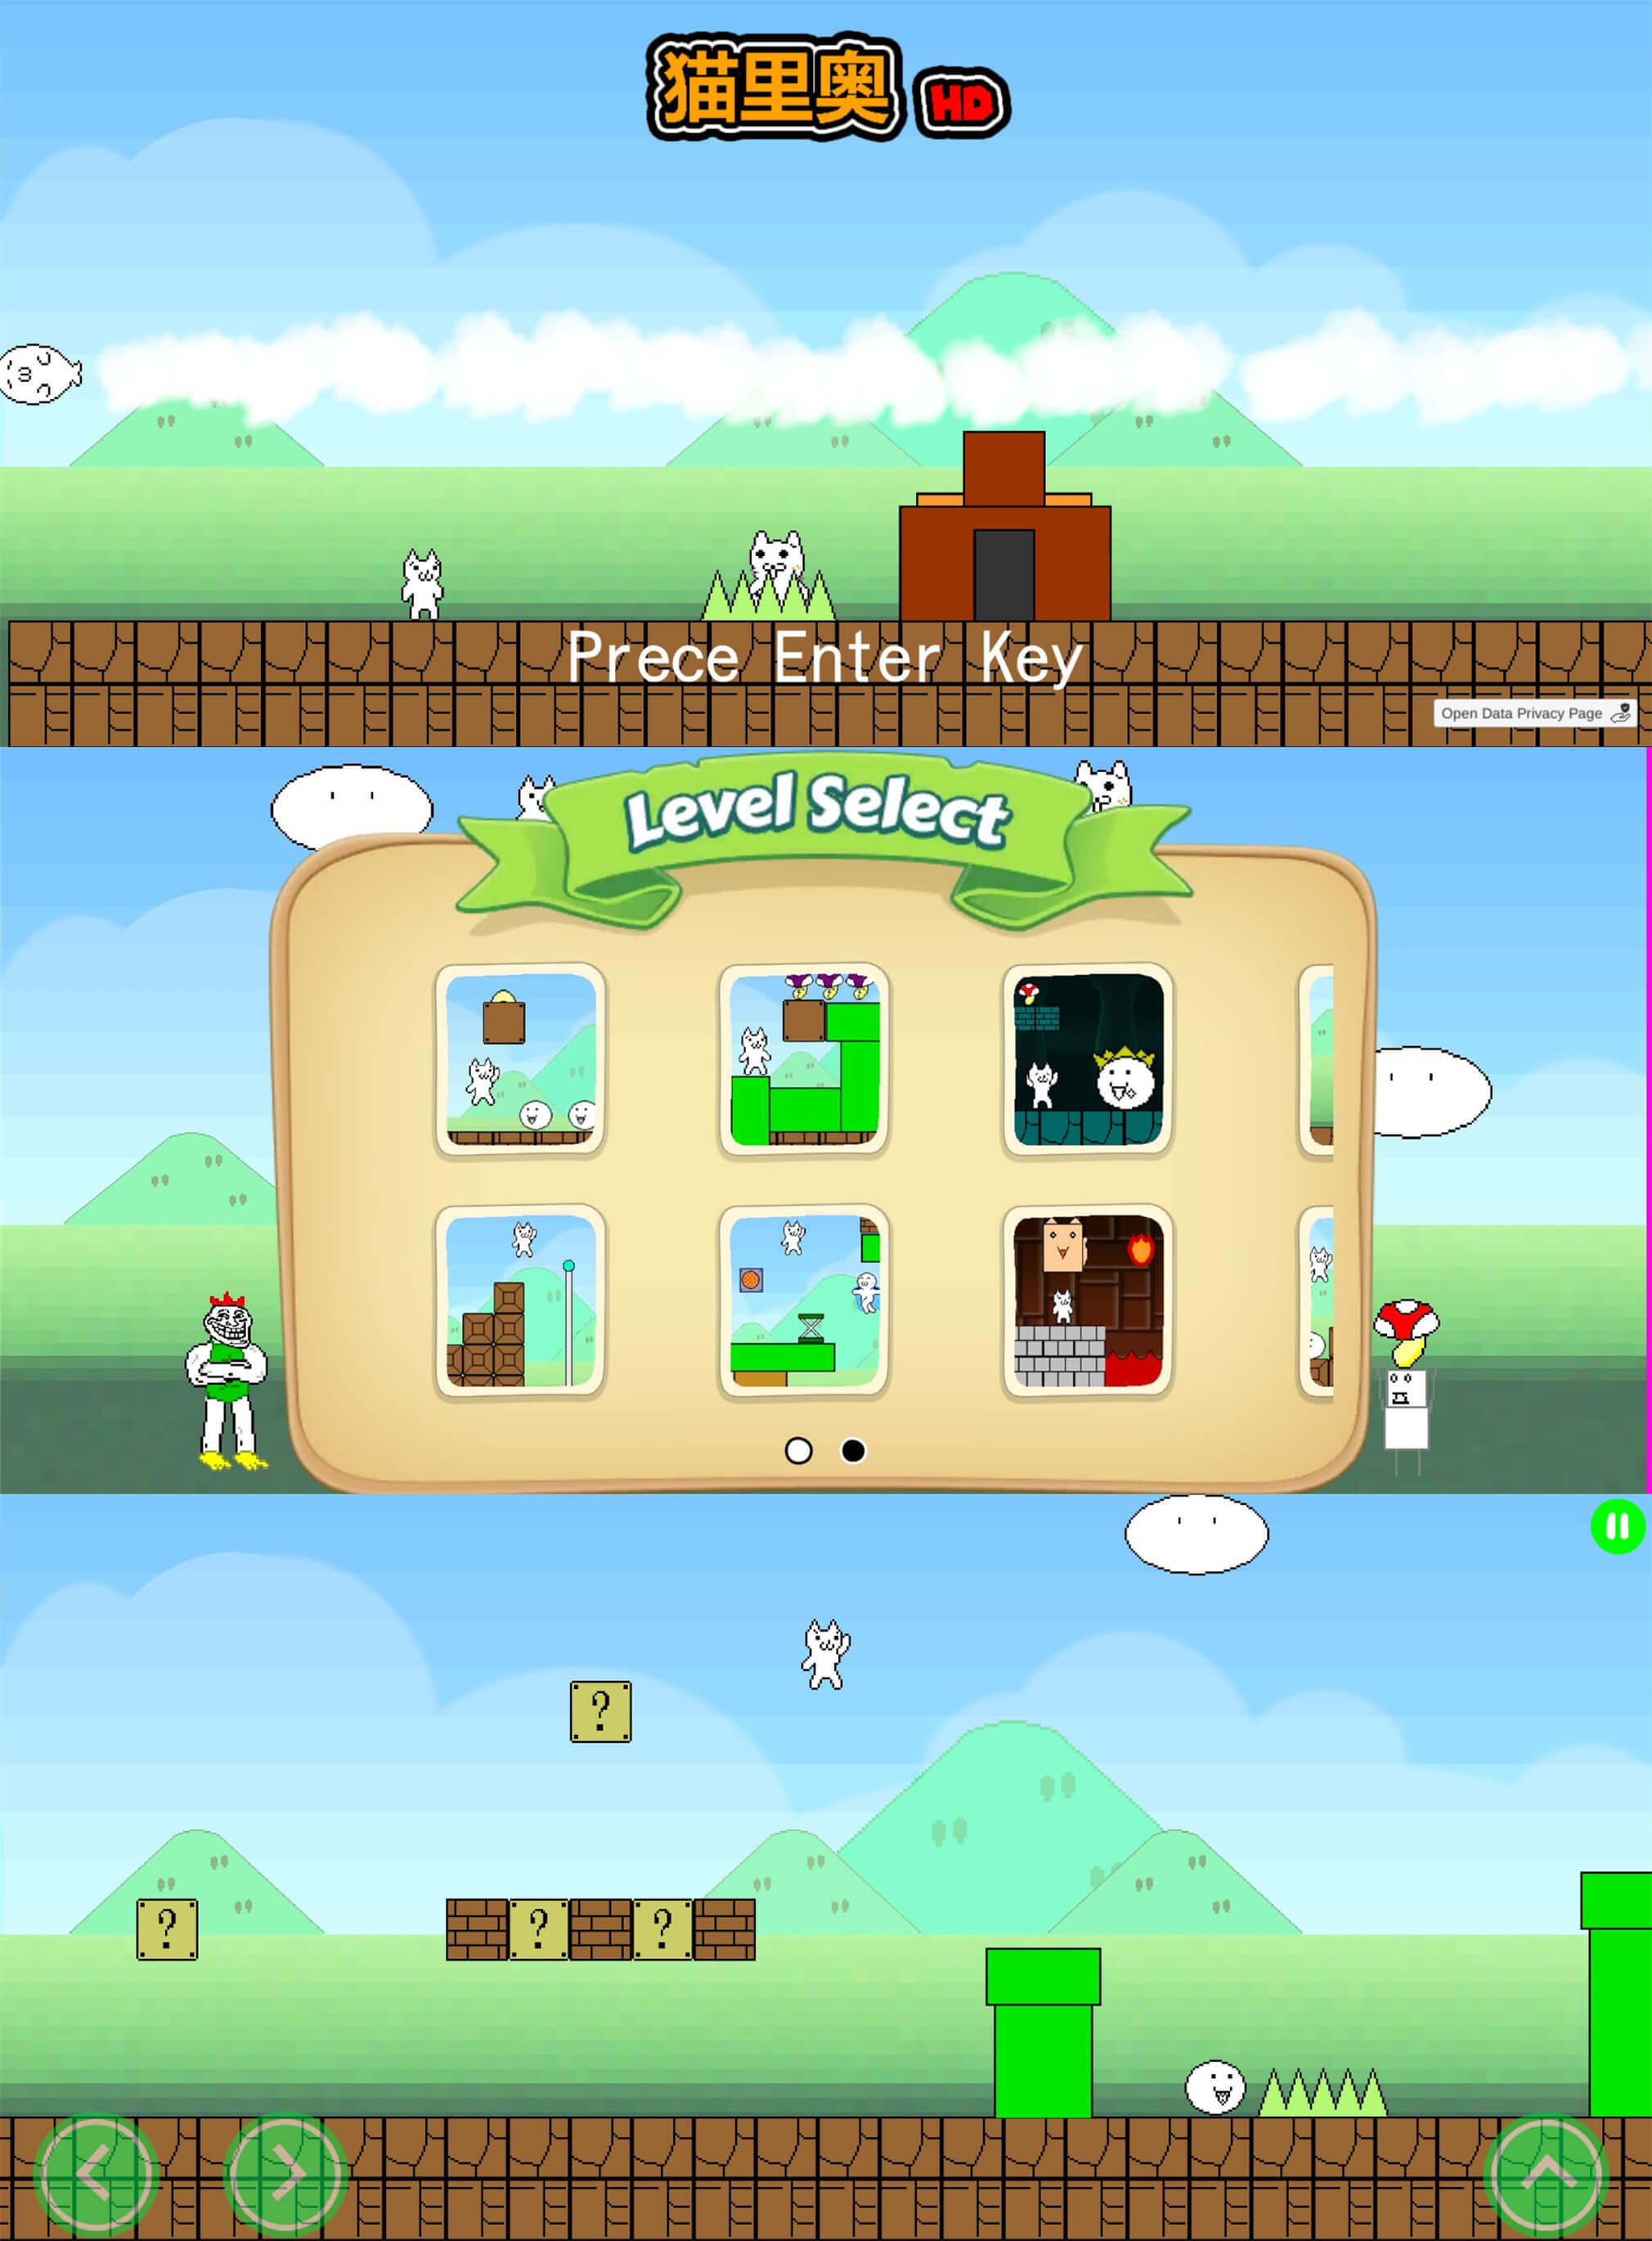 猫里奥 HD
Prece Enter Key
Open Data Privacy Page
Level Select
?
? ? ?